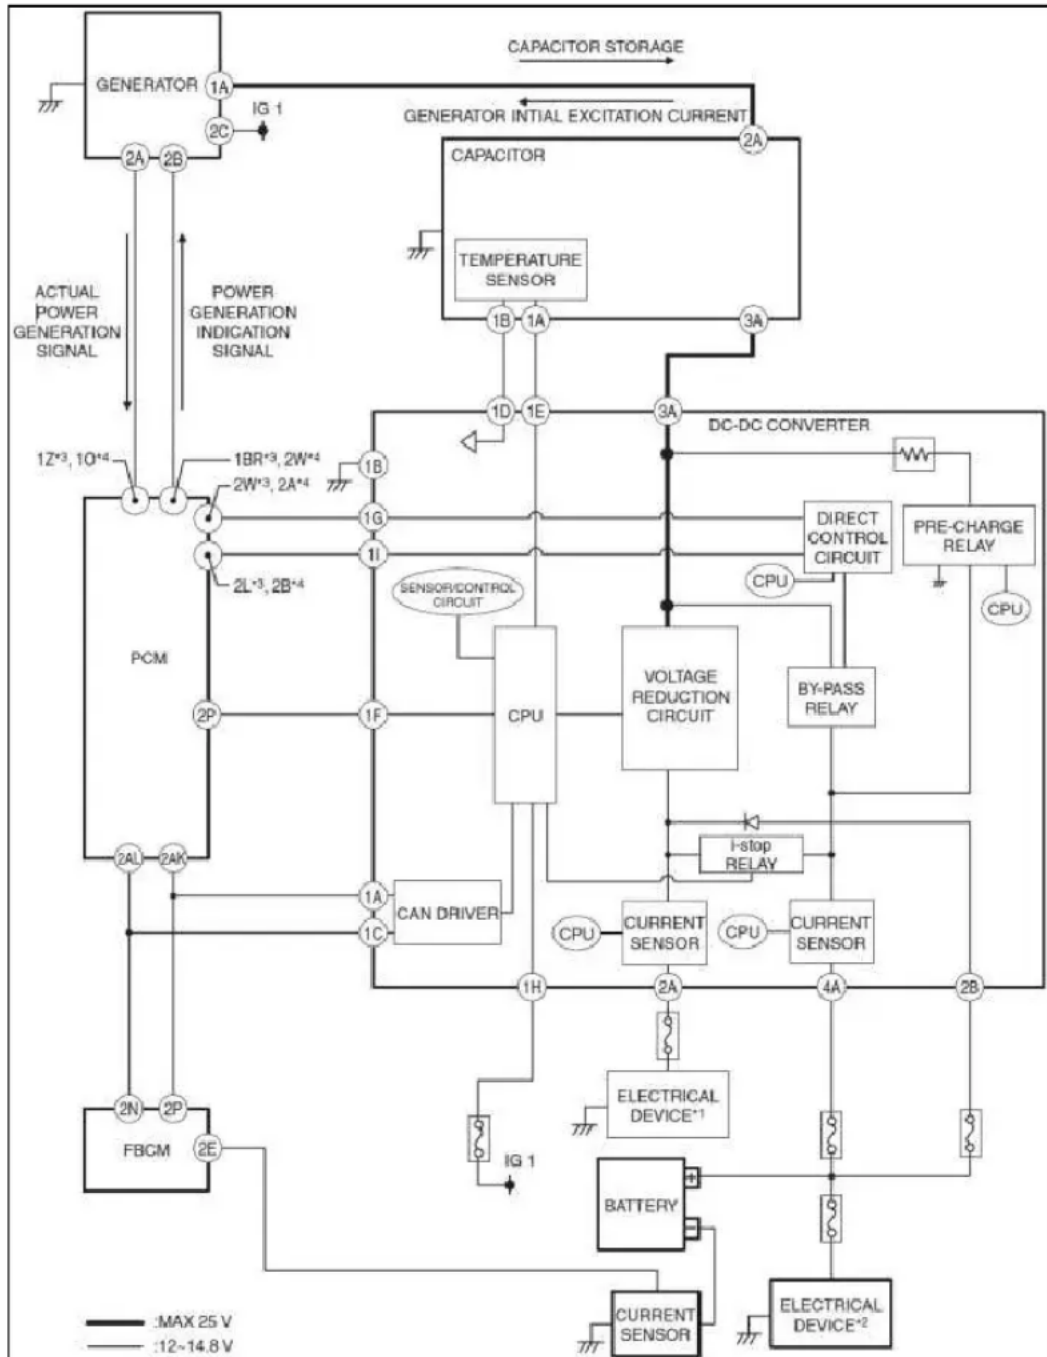 CAPACITOR STORAGE
GENERATOR
1A
IG 1
2C
GENERATOR INTIAL EXCITATION CURRENT
2A
2B
CAPACITOR
2A
TEMPERATURE
SENSOR
ACTUAL
POWER
GENERATION
SIGNAL
POWER
GENERATION
INDICATION
SIGNAL
1B
1A
3A
1D
1E
3A
DC-DC CONVERTER
1Z*3, 1O*4
1BR*3, 2W*4
2W*3, 2A*4
1B
1G
DIRECT
CONTROL
CIRCUIT
PRE-CHARGE
RELAY
1I
CPU
2L*3, 2B*4
SENSOR/CONTROL
CIRCUIT
CPU
PCM
VOLTAGE
REDUCTION
CIRCUIT
BY-PASS
RELAY
2P
1F
CPU
i-stop
RELAY
2AL
2AK
1A
CAN DRIVER
1C
CPU
CURRENT
SENSOR
CPU
CURRENT
SENSOR
1H
2A
4A
2B
2N
2P
ELECTRICAL
DEVICE*1
FBCM
2E
IG 1
BATTERY
+
−
CURRENT
SENSOR
ELECTRICAL
DEVICE*2
:MAX 25 V
:12~14.8 V